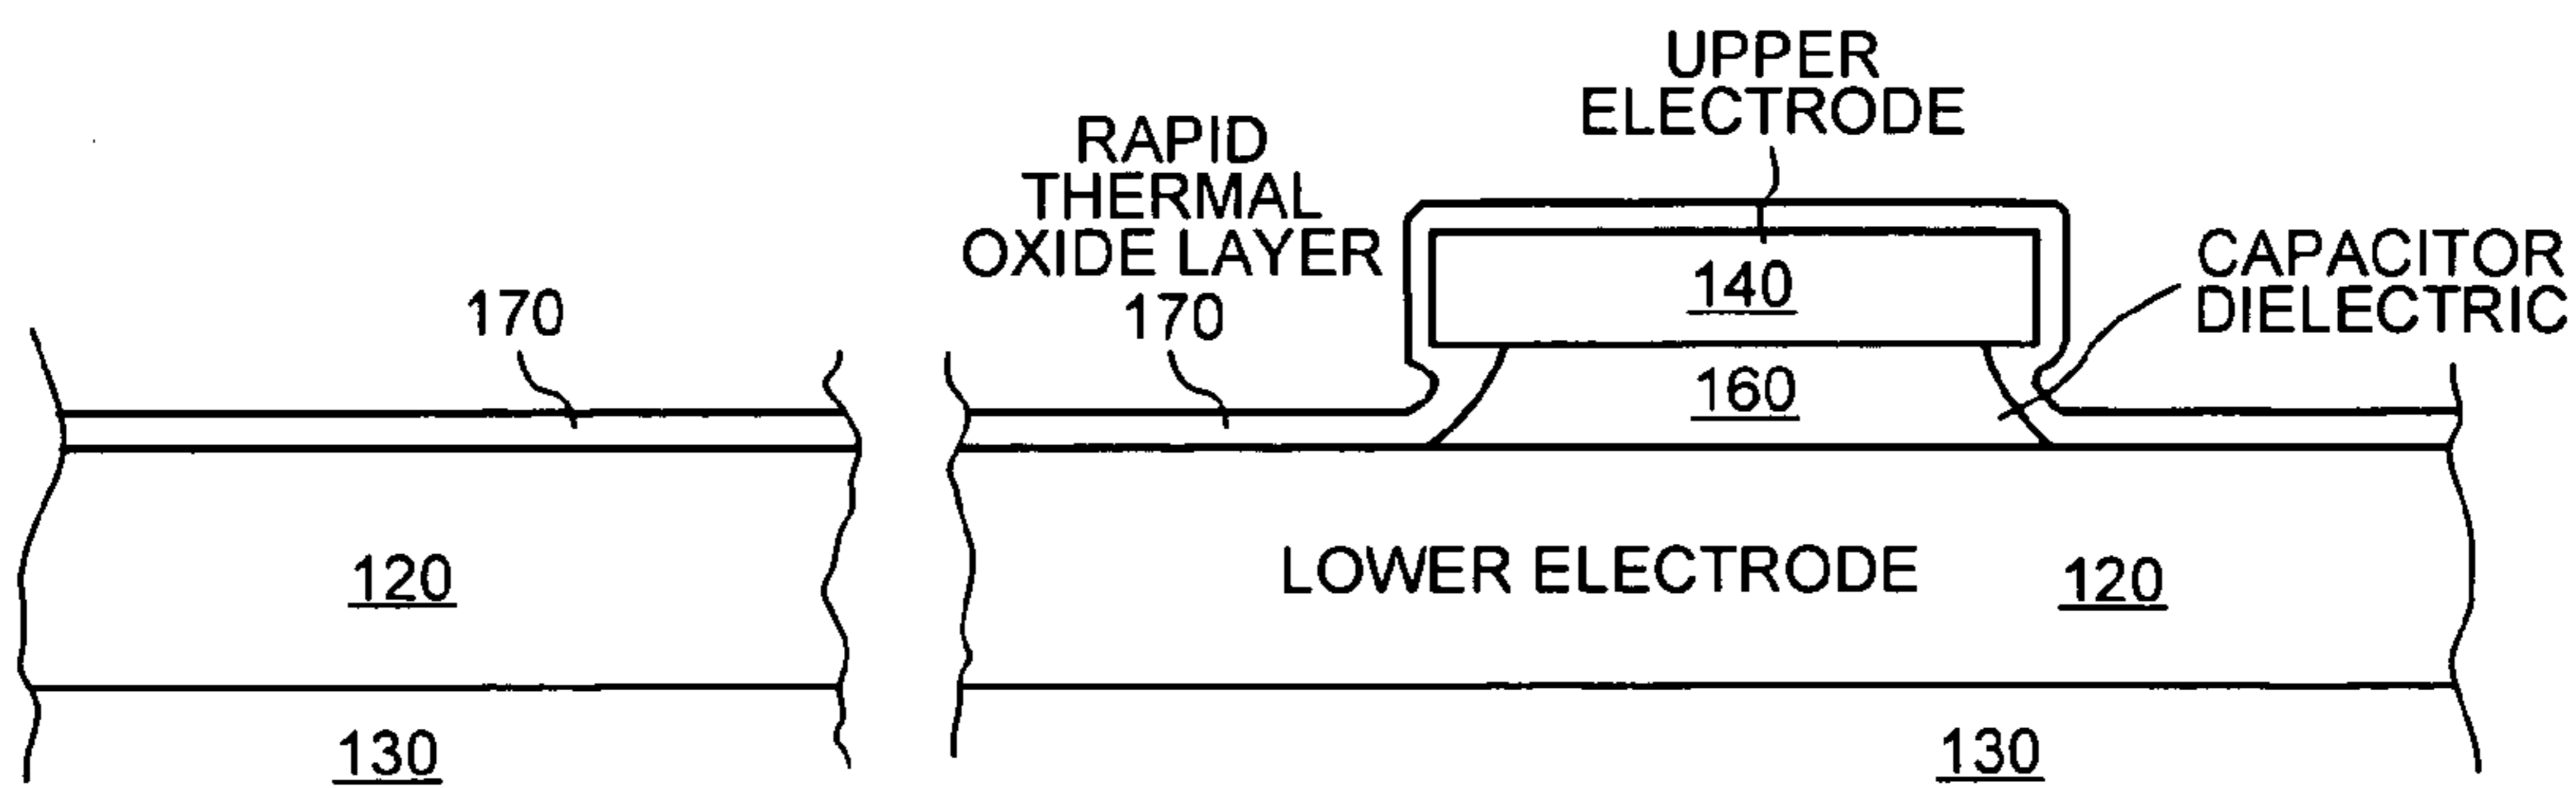 UPPER
ELECTRODE
RAPID
THERMAL
OXIDE LAYER
170
170
140
CAPACITOR
DIELECTRIC
160
120
LOWER ELECTRODE
120
130
130